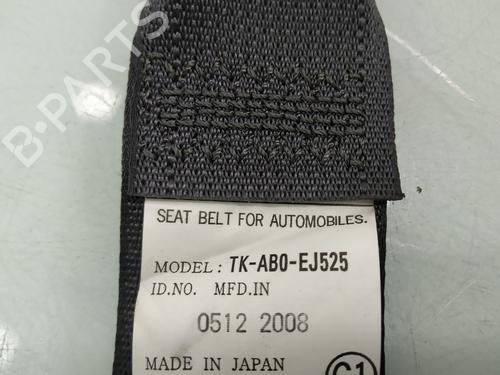 B-PARTS
SEAT BELT FOR AUTOMOBILES.
MODEL : TK-AB0-EJ525
ID.NO. MFD.IN
0512 2008
MADE IN JAPAN
C1